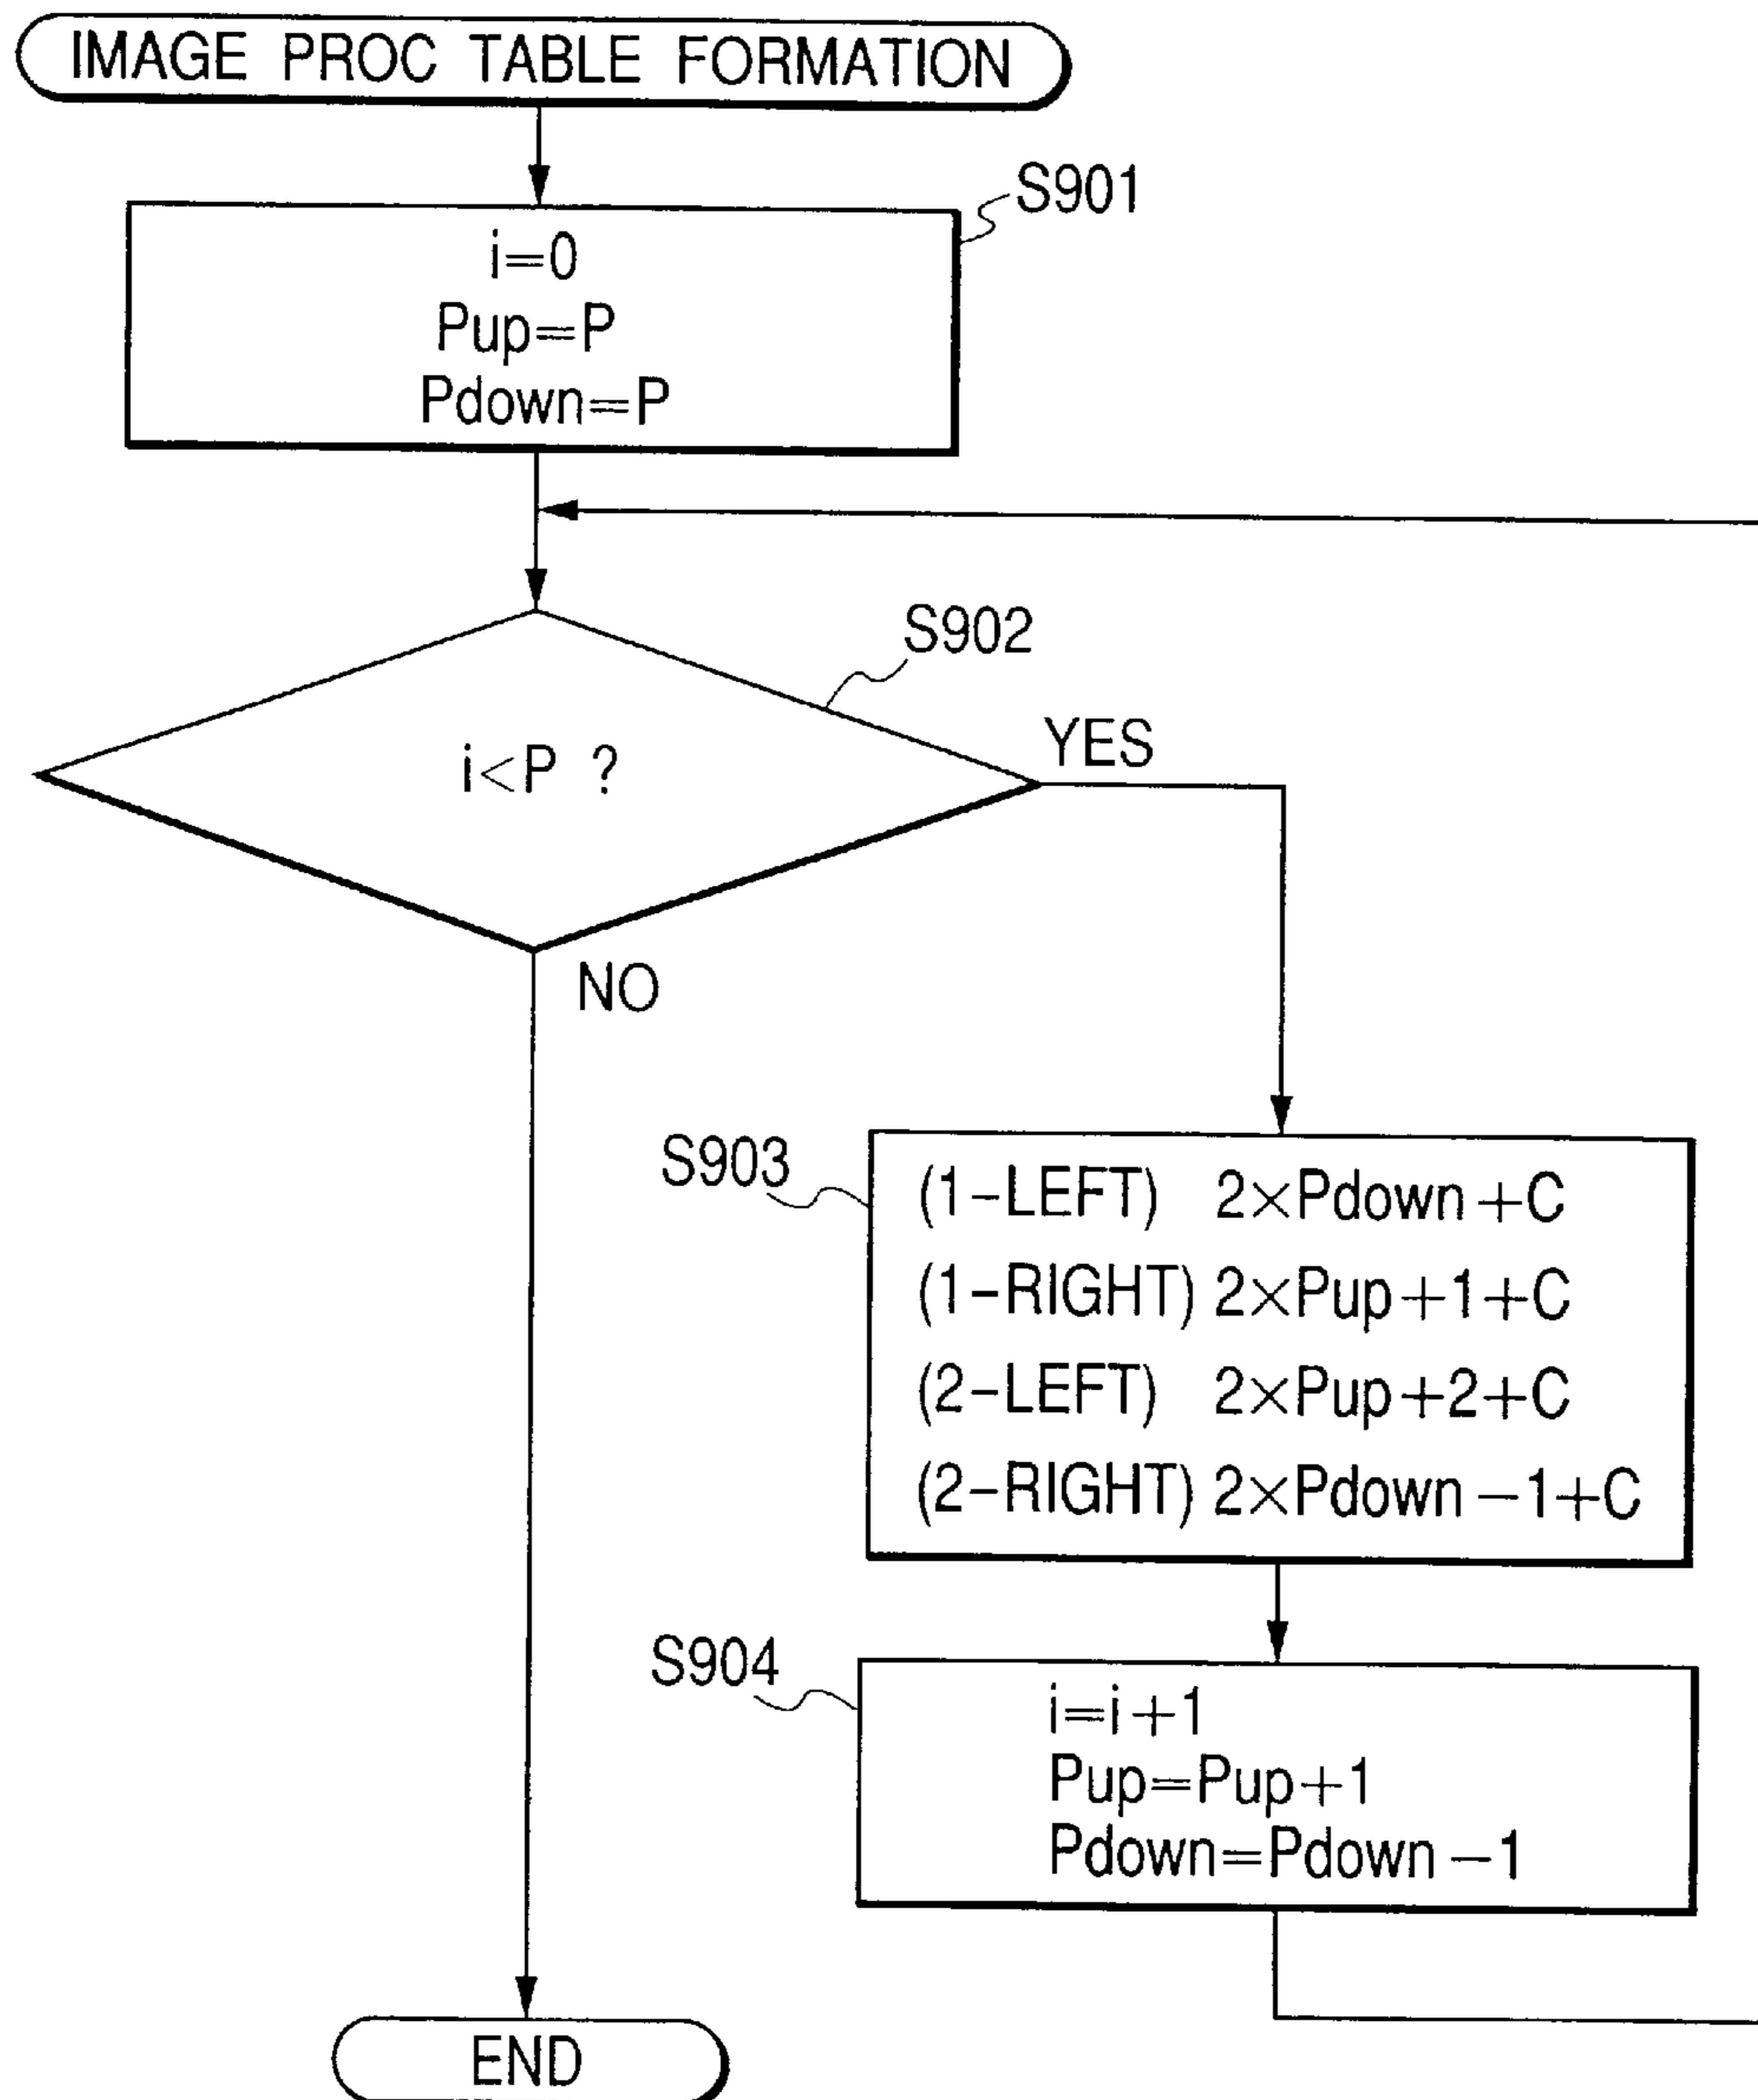 IMAGE PROC TABLE FORMATION
S901
i=0
Pup=P
Pdown=P
S902
i<P ?
YES
NO
S903
(1-LEFT) 2×Pdown+C
(1-RIGHT) 2×Pup+1+C
(2-LEFT) 2×Pup+2+C
(2-RIGHT) 2×Pdown-1+C
S904
i=i+1
Pup=Pup+1
Pdown=Pdown-1
END